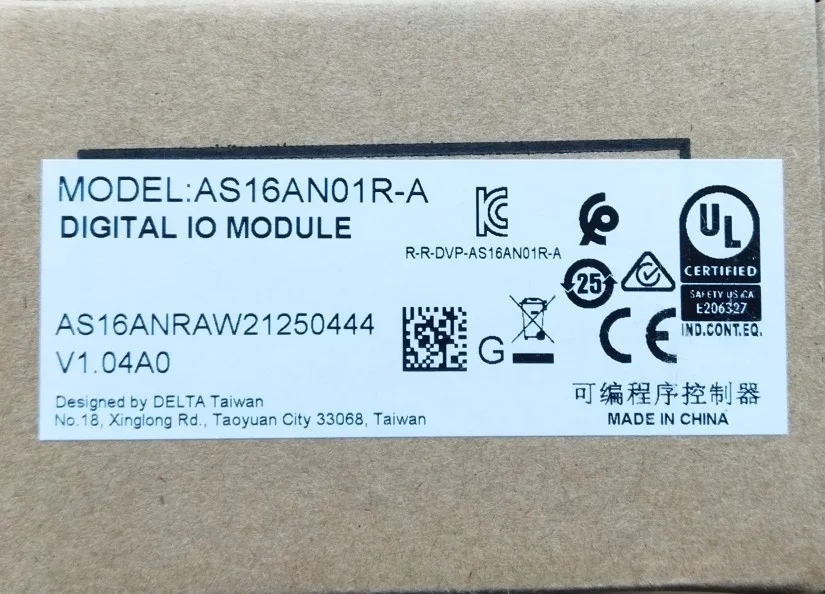 MODEL:AS16AN01R-A
DIGITAL IO MODULE
R-R-DVP-AS16AN01R-A
UL
CERTIFIED
SAFETY US CA
E206327
IND.CONT.EQ.
25
AS16ANRAW21250444
V1.04A0
G
CE
Designed by DELTA Taiwan
No.18, Xinglong Rd., Taoyuan City 33068, Taiwan
可编程序控制器
MADE IN CHINA